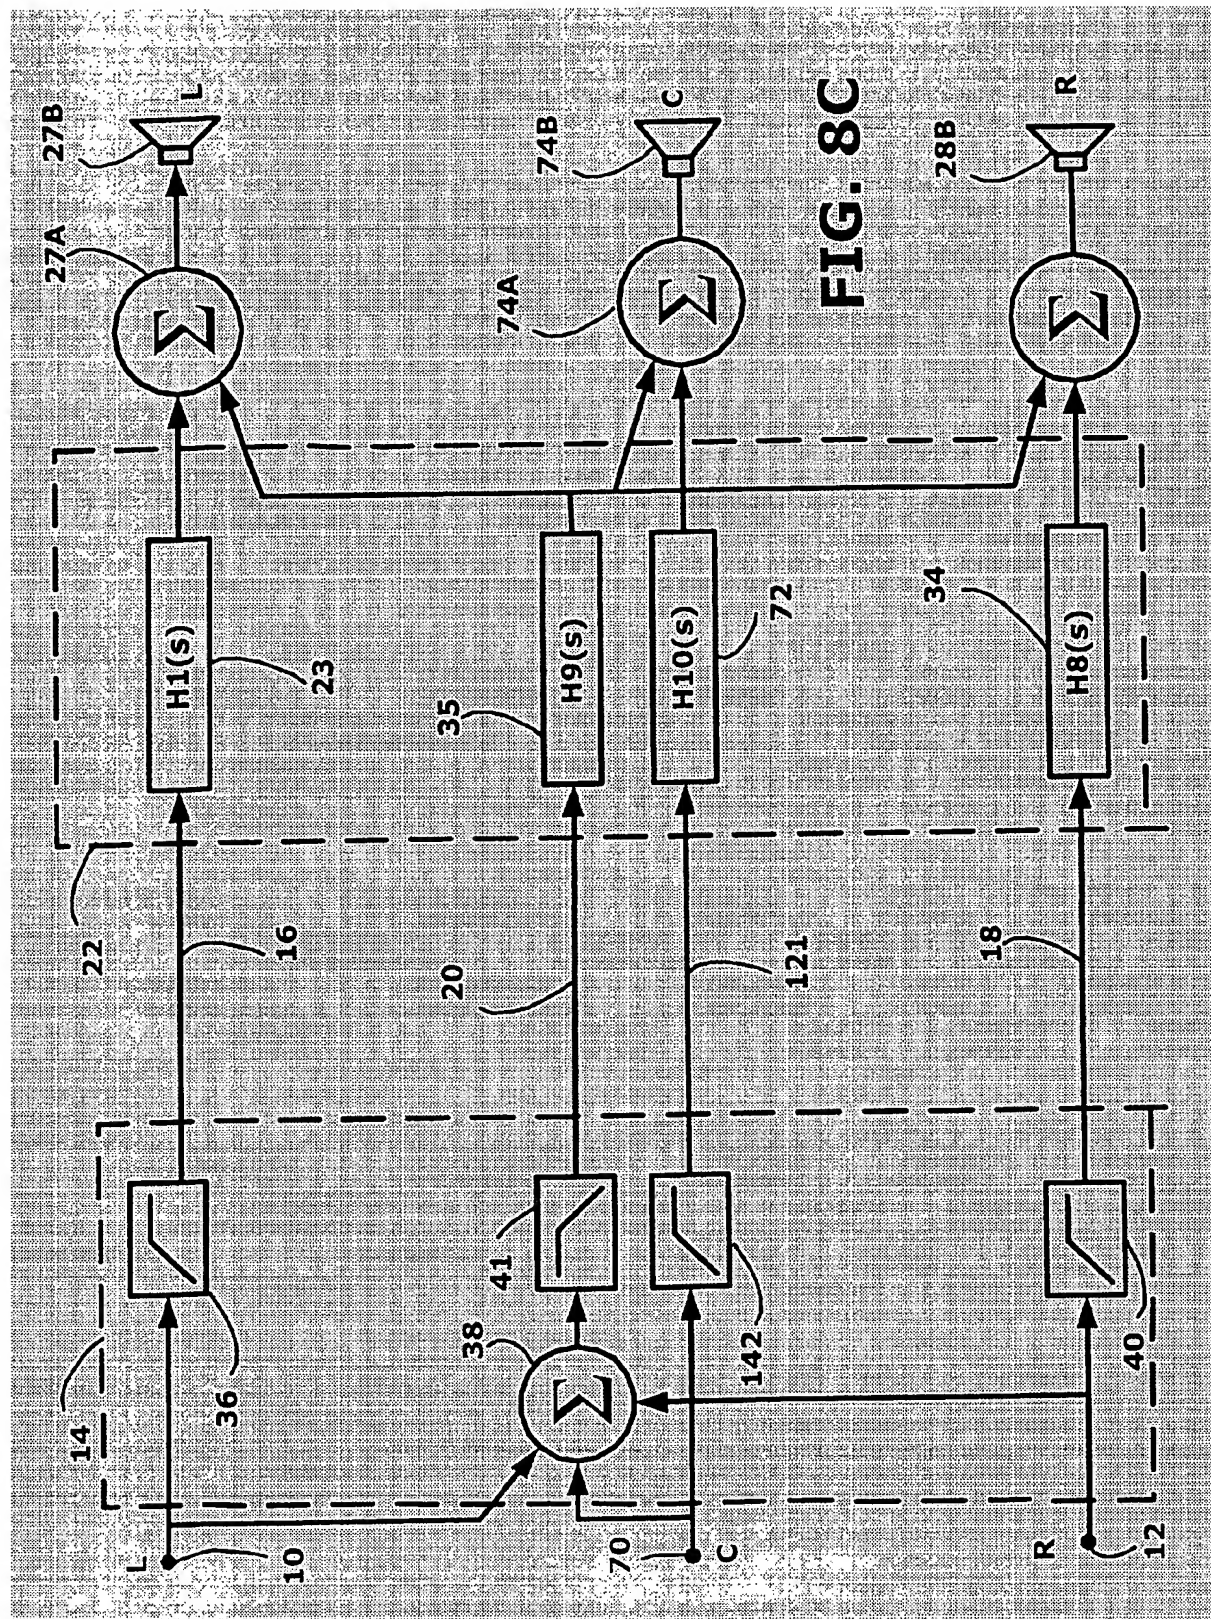 L
10
14
36
16
22
H1(s)
23
27A
27B
L
38
41
20
35
H9(s)
Σ
Σ
70
C
142
121
H10(s)
72
74A
Σ
74B
C
R
12
40
18
34
H8(s)
Σ
28B
R
FIG. 8C